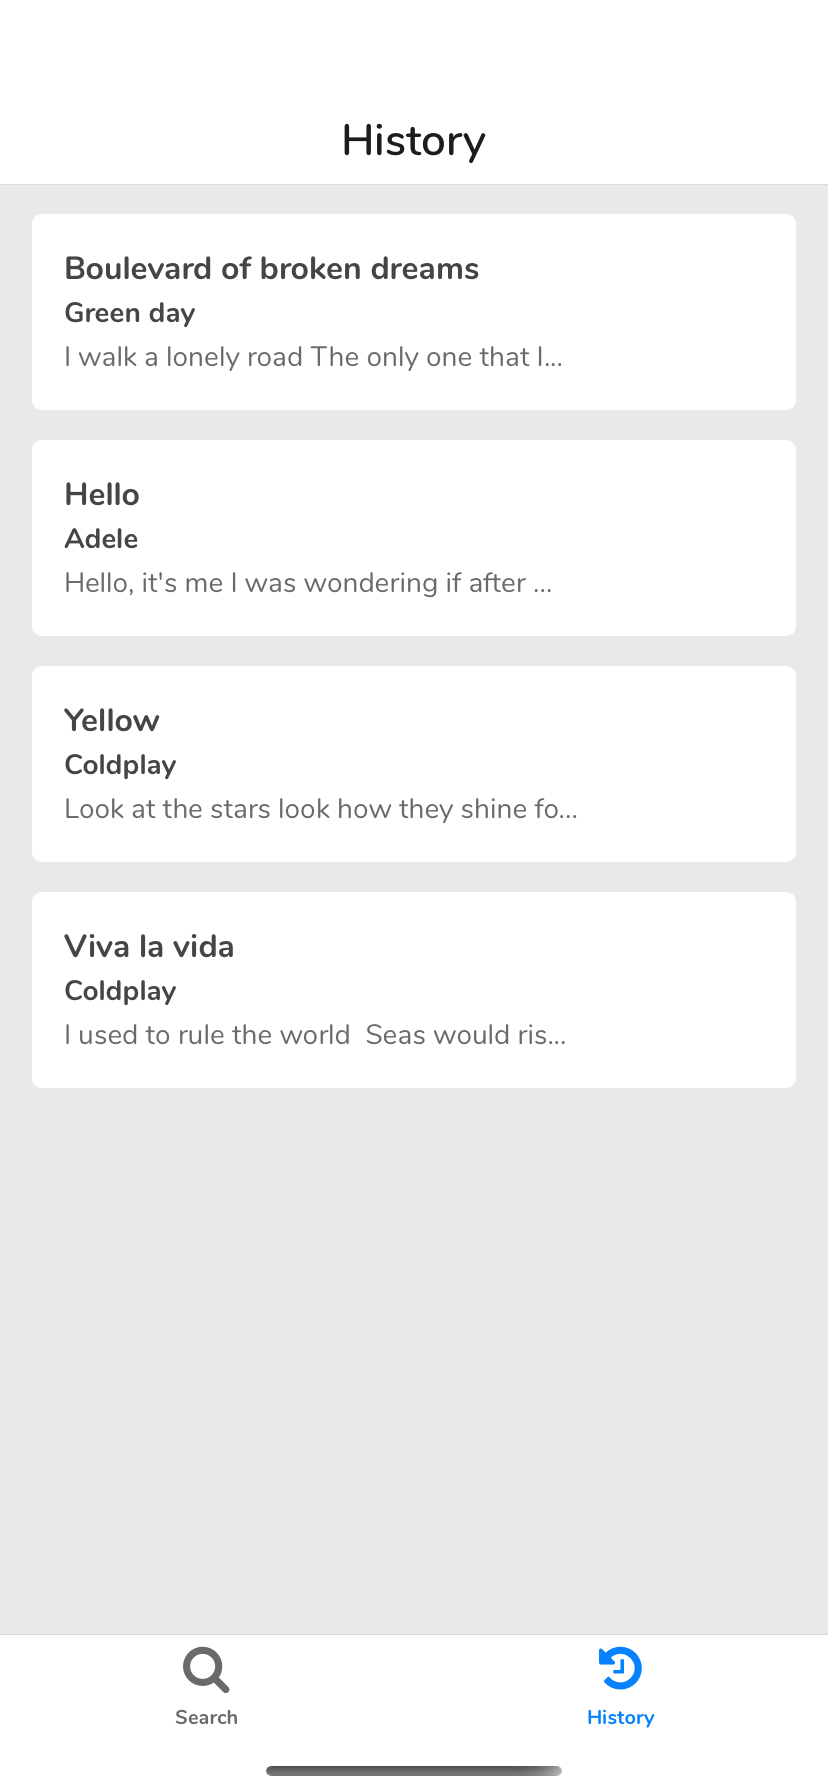 History
Boulevard of broken dreams
Green day
I walk a lonely road The only one that I...
Hello
Adele
Hello, it's me I was wondering if after ...
Yellow
Coldplay
Look at the stars look how they shine fo...
Viva la vida
Coldplay
I used to rule the world  Seas would ris...
Search
History